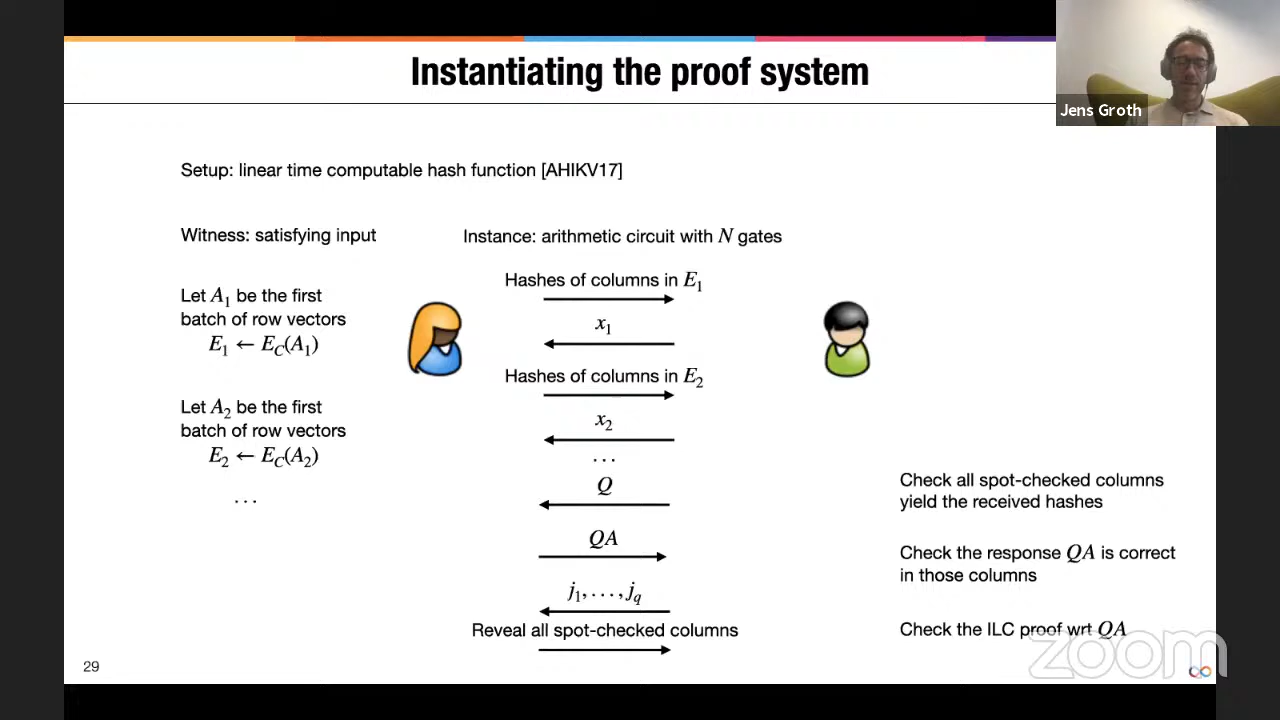 Instantiating the proof system
Jens Groth
Setup: linear time computable hash function [AHIKV17]
Witness: satisfying input
Instance: arithmetic circuit with N gates
Let A₁ be the first
batch of row vectors
E₁ ← E_C(A₁)
Let A₂ be the first
batch of row vectors
E₂ ← E_C(A₂)
...
Hashes of columns in E₁
x₁
Hashes of columns in E₂
x₂
...
Q
QA
j₁, ..., j_q
Reveal all spot-checked columns
Check all spot-checked columns
yield the received hashes
Check the response QA is correct
in those columns
Check the ILC proof wrt QA
zoom
29